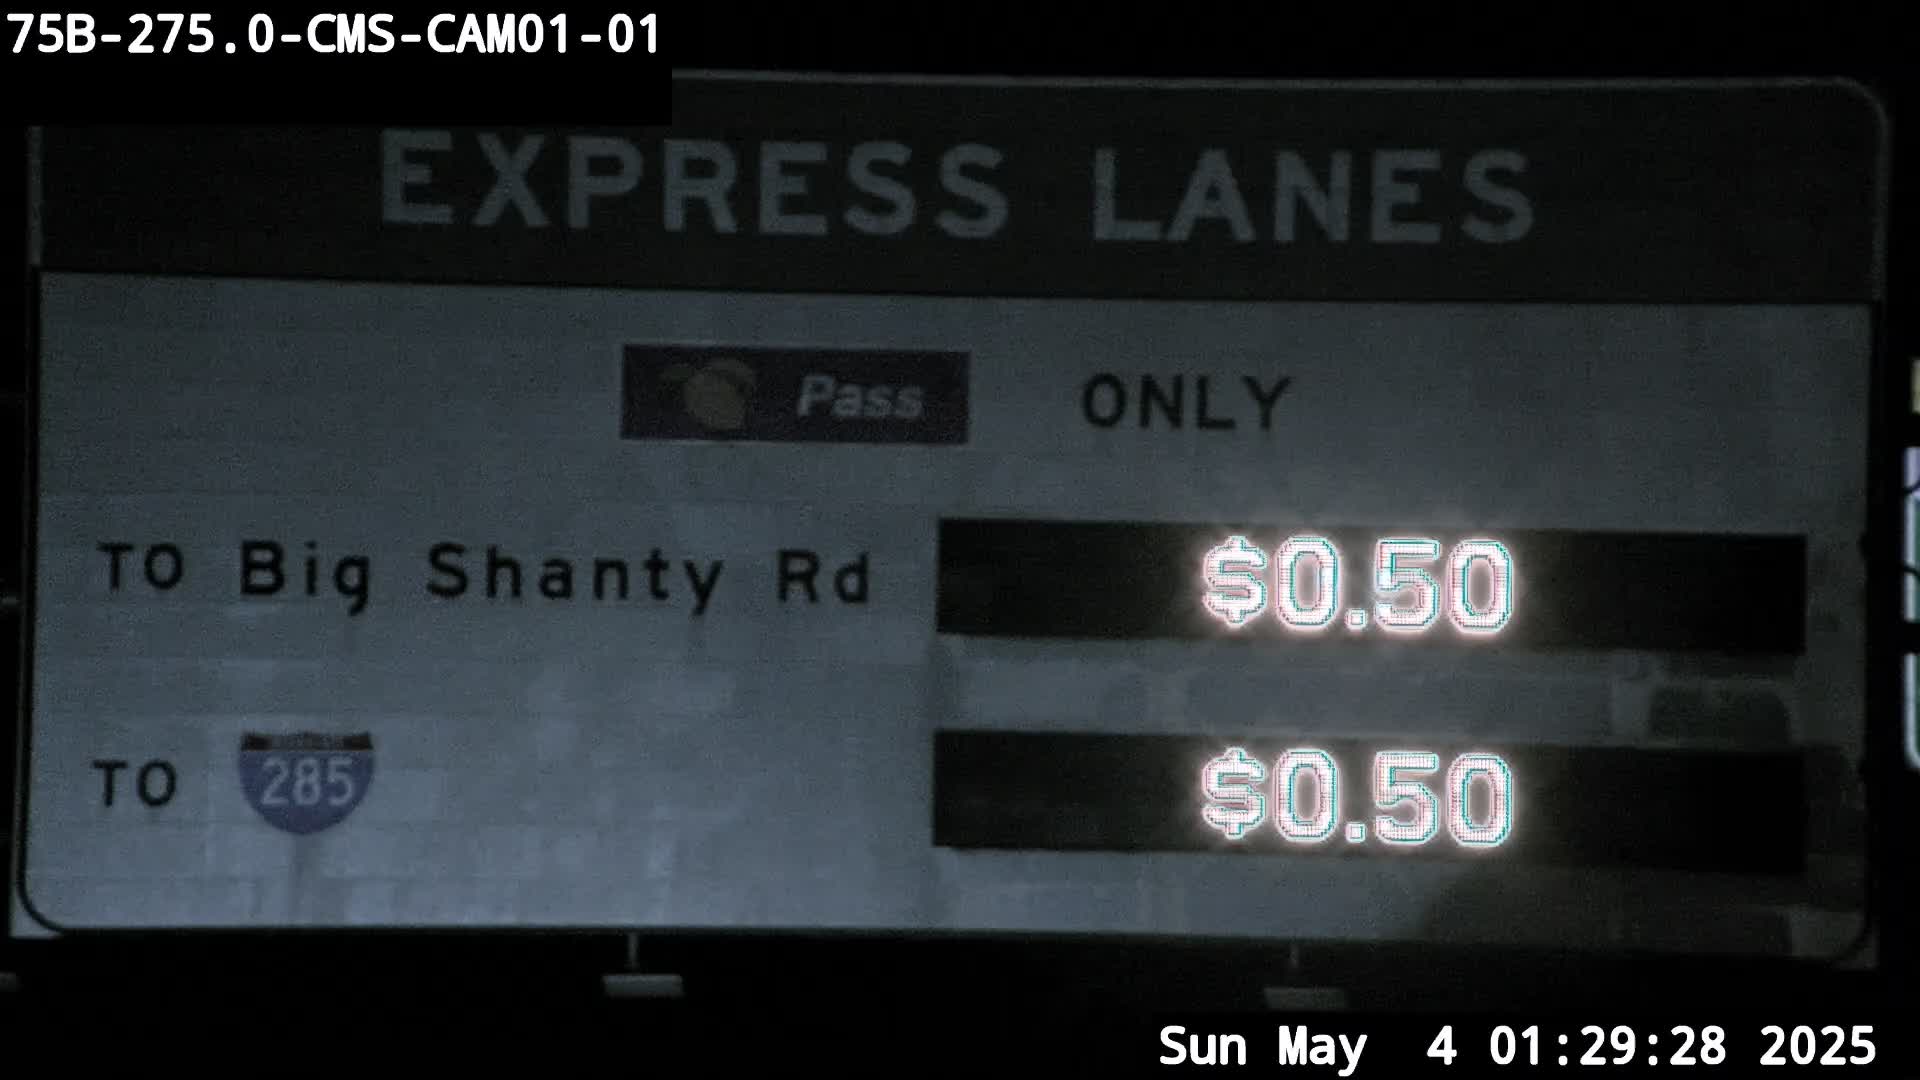 75B-275.0-CMS-CAM01-01
EXPRESS LANES
Pass ONLY
TO Big Shanty Rd $0.50
TO 285 $0.50
Sun May 4 01:29:28 2025